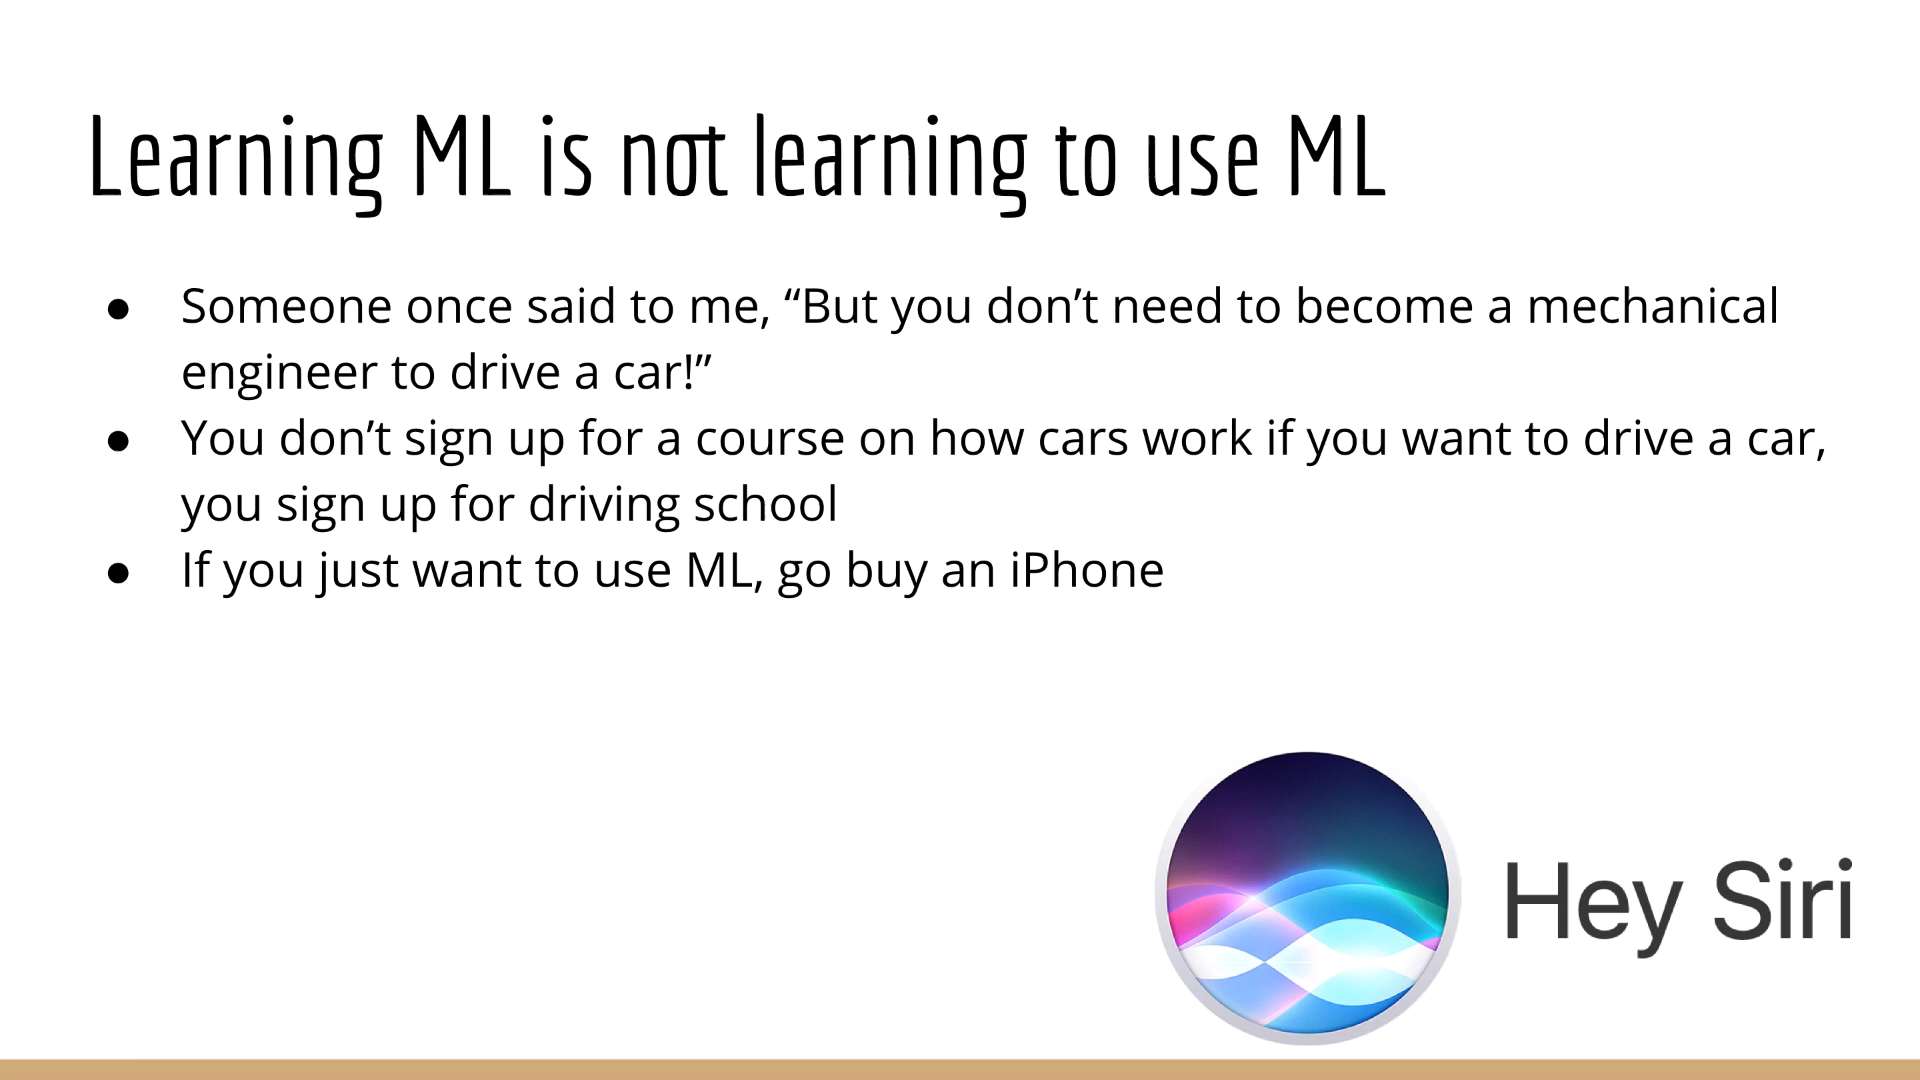 Learning ML is not learning to use ML
● Someone once said to me, “But you don’t need to become a mechanical
engineer to drive a car!”
● You don’t sign up for a course on how cars work if you want to drive a car,
you sign up for driving school
● If you just want to use ML, go buy an iPhone
Hey Siri